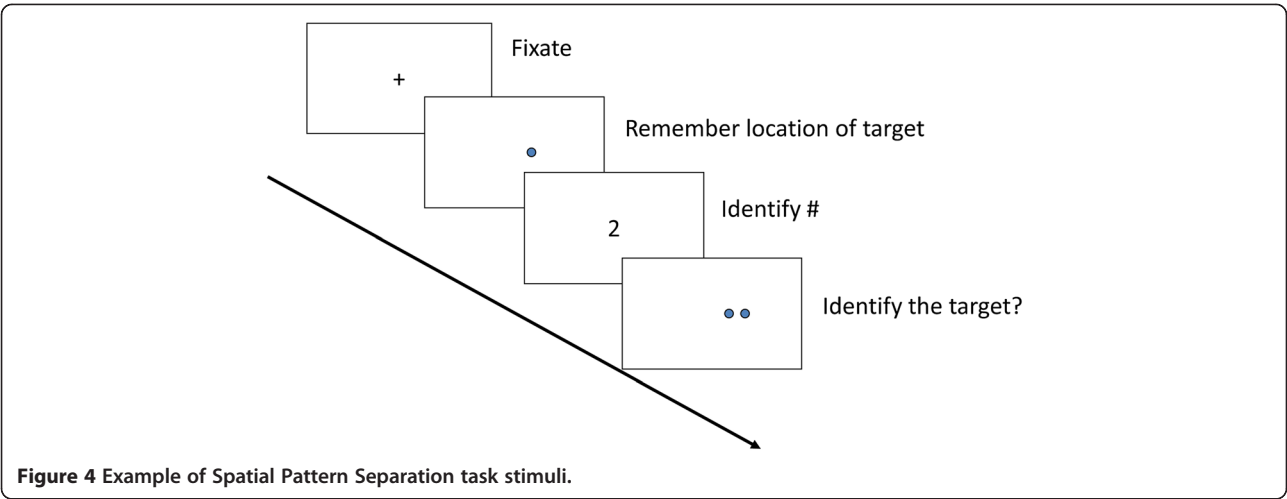 Fixate
+
Remember location of target
Identify #
2
Identify the target?
Figure 4 Example of Spatial Pattern Separation task stimuli.